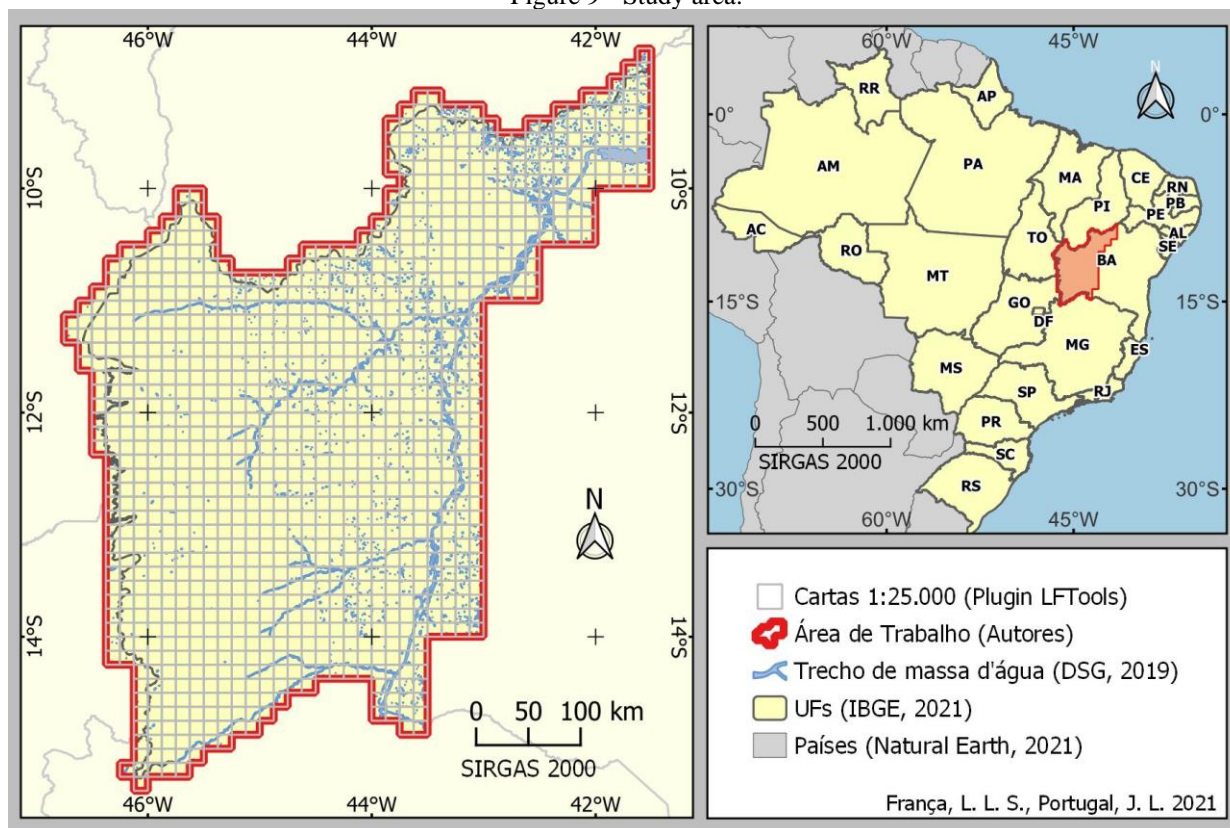 Figure 9 - Study area.
46°W 44°W 42°W
10°S 10°S
12°S 12°S
14°S 14°S
N
0 50 100 km
SIRGAS 2000
46°W 44°W 42°W
60°W 45°W
N
0° 0°
15°S 15°S
30°S 30°S
RR AP
AM PA MA CE
RN
PB
PI PE
AC RO TO AL
SE
MT BA
GO
DF
MG ES
MS SP RJ
PR
SC
RS
0 500 1.000 km
SIRGAS 2000
60°W 45°W
Cartas 1:25.000 (Plugin LFTools)
Área de Trabalho (Autores)
Trecho de massa d'água (DSG, 2019)
UFs (IBGE, 2021)
Países (Natural Earth, 2021)
França, L. L. S., Portugal, J. L. 2021